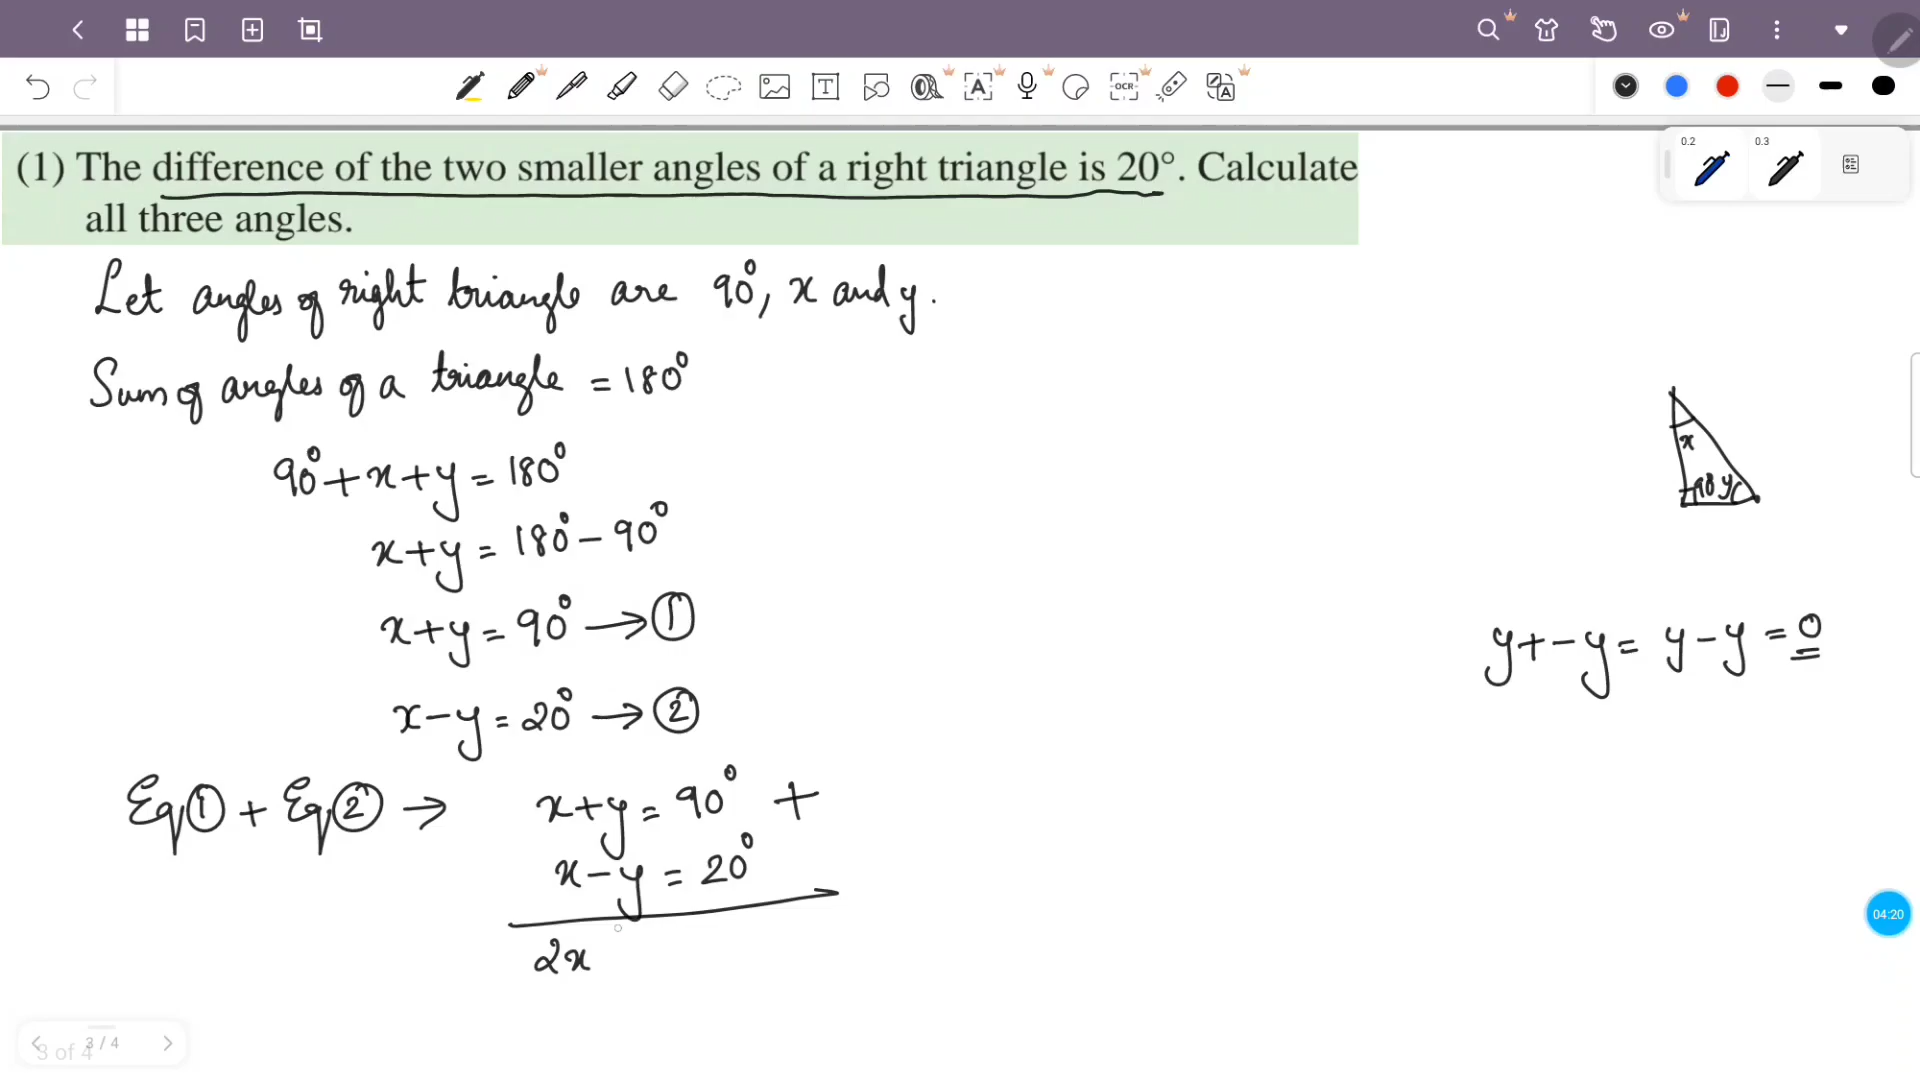 0.2 0.3
(1) The difference of the two smaller angles of a right triangle is 20°. Calculate
all three angles.
Let angles of right triangle are 90°, x and y.
Sum of angles of a triangle = 180°
90° + x + y = 180°
x + y = 180° - 90°
x + y = 90° → ①
x - y = 20° → ②
Eq① + Eq② → x + y = 90° +
x - y = 20°
2x
x
90 y
y + - y = y - y = 0
04:20
3 / 4
3 of 4
OCR